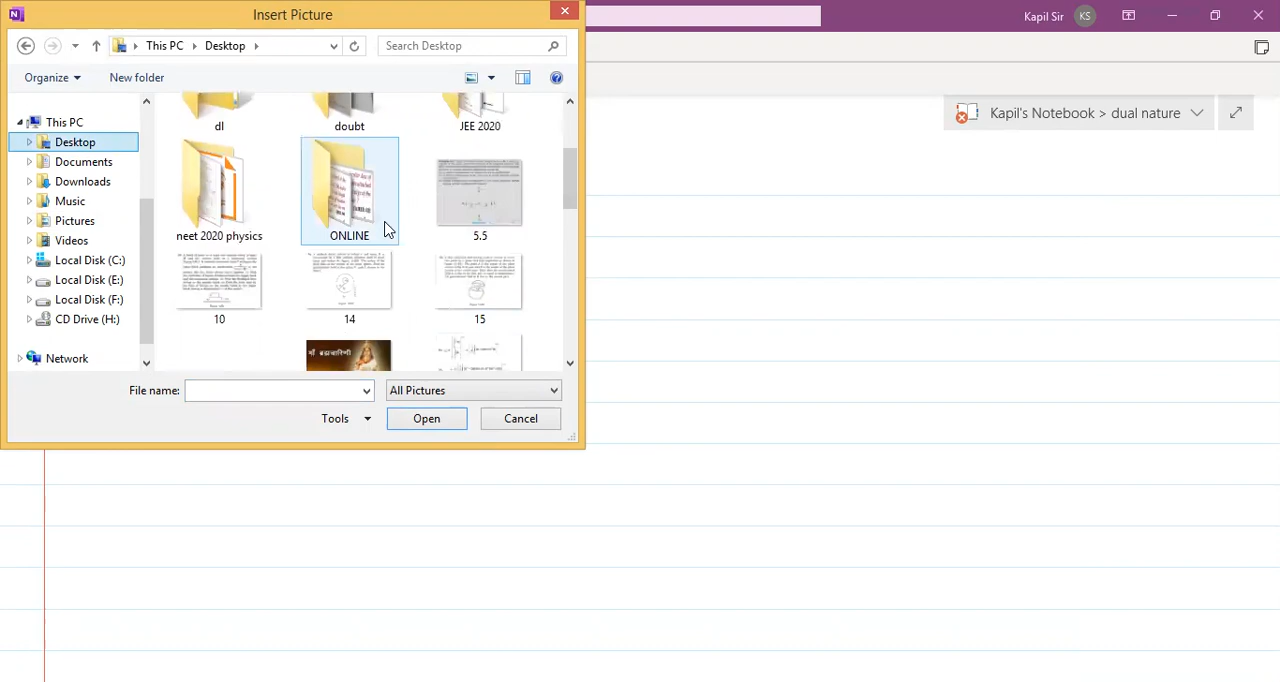 Insert Picture
Kapil Sir
KS
This PC
Desktop
Search Desktop
Organize
New folder
Kapil's Notebook > dual nature
This PC
Desktop
Documents
Downloads
Music
Pictures
Videos
Local Disk (C:)
Local Disk (E:)
Local Disk (F:)
CD Drive (H:)
Network
dl
doubt
JEE 2020
neet 2020 physics
ONLINE
5.5
10
14
15
माँ ब्रह्मचारिणी
File name:
All Pictures
Tools
Open
Cancel